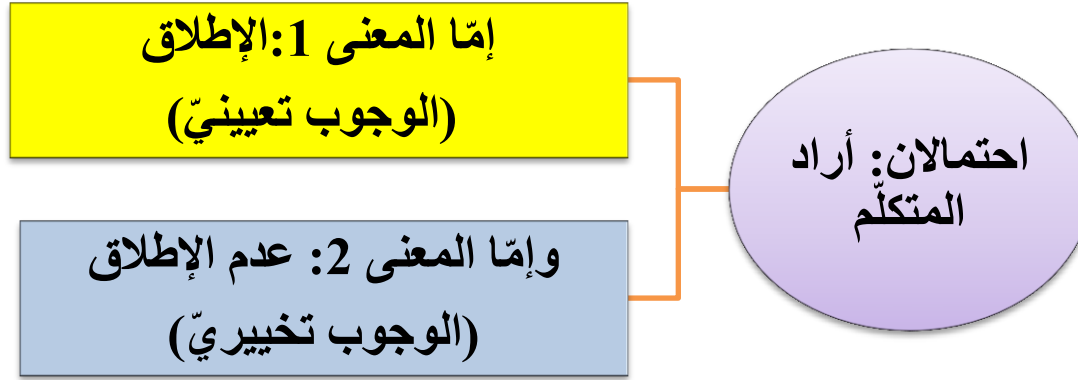 احتمالان: أراد
المتكلّم
إمّا المعنى 1:الإطلاق
(الوجوب تعيينيّ)
وإمّا المعنى 2: عدم الإطلاق
(الوجوب تخييريّ)